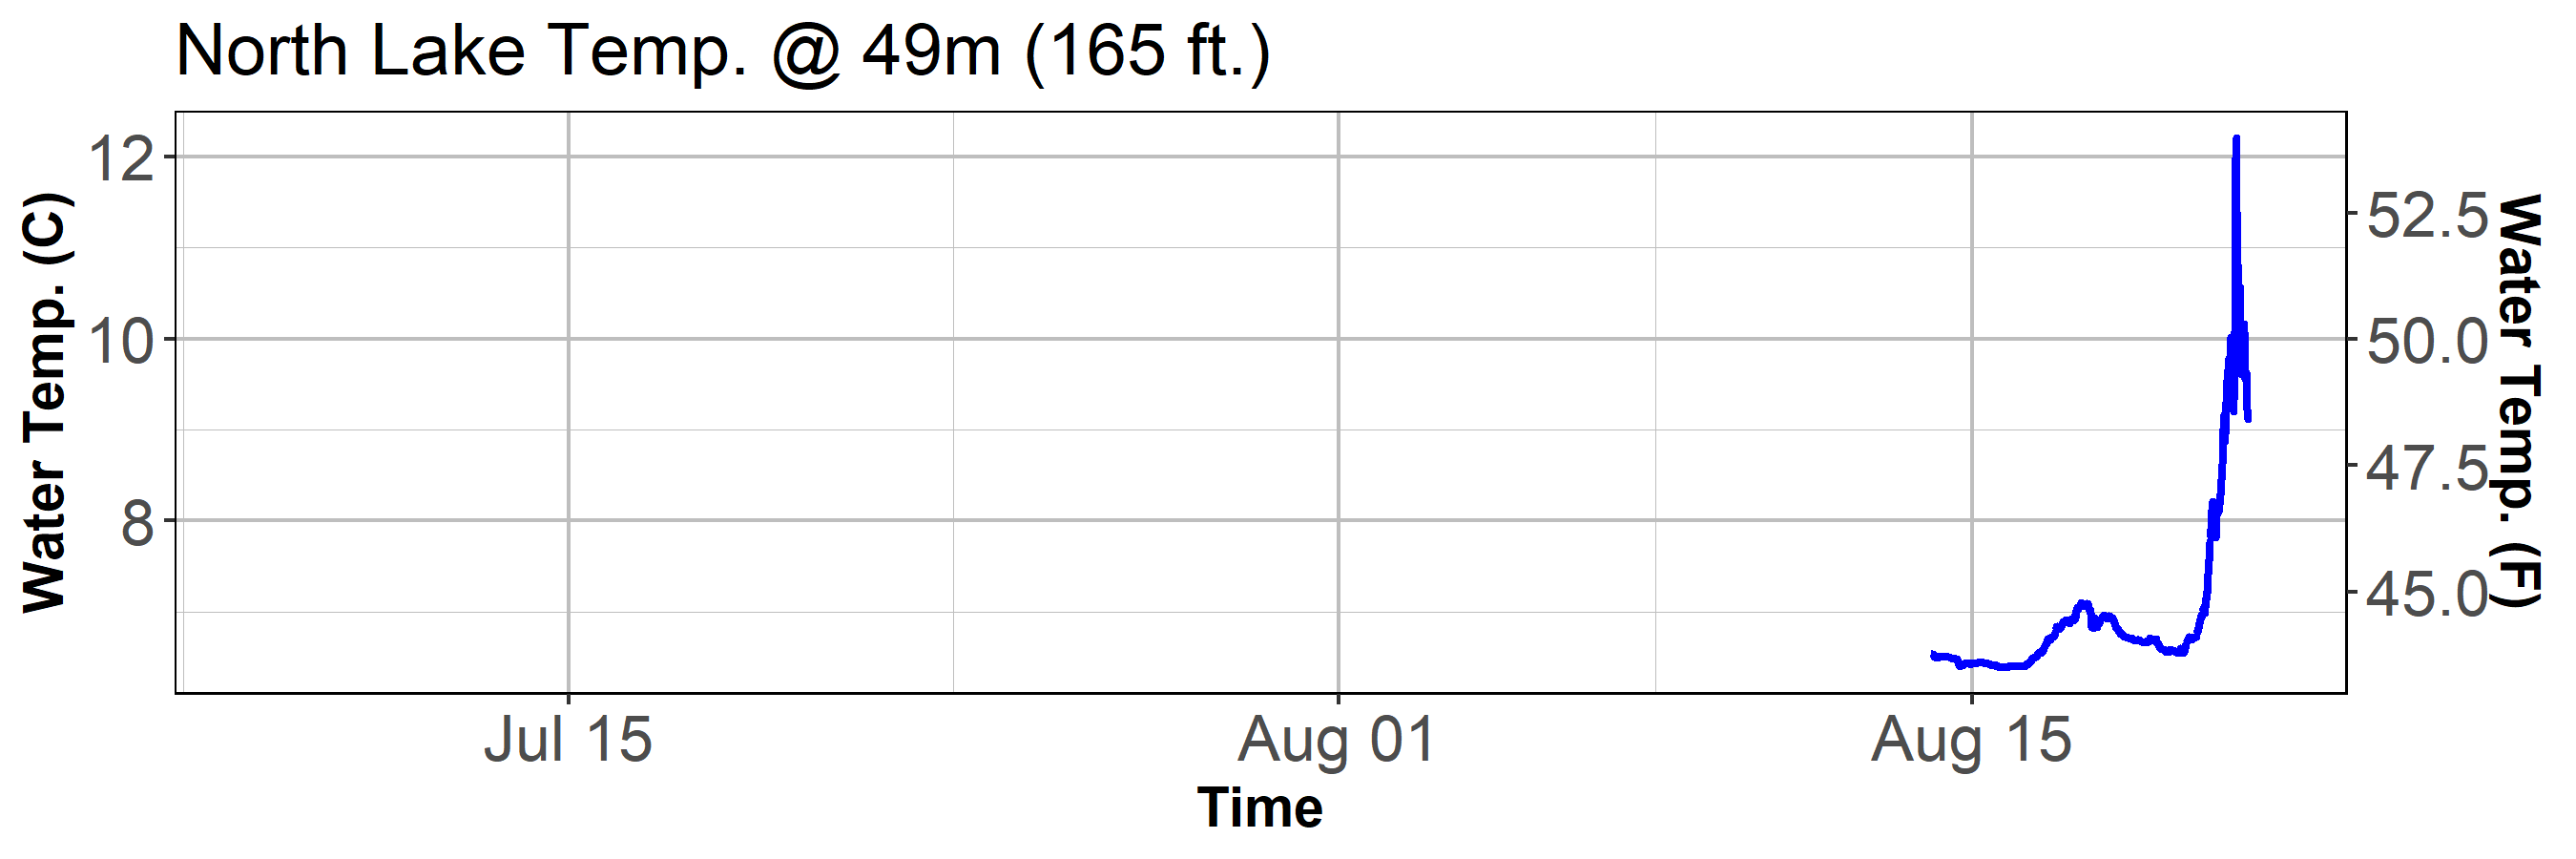 North Lake Temp. @ 49m (165 ft.)
Water Temp. (C)
12
10
8
52.5
50.0
47.5
45.0
Water Temp. (F)
Jul 15
Aug 01
Aug 15
Time